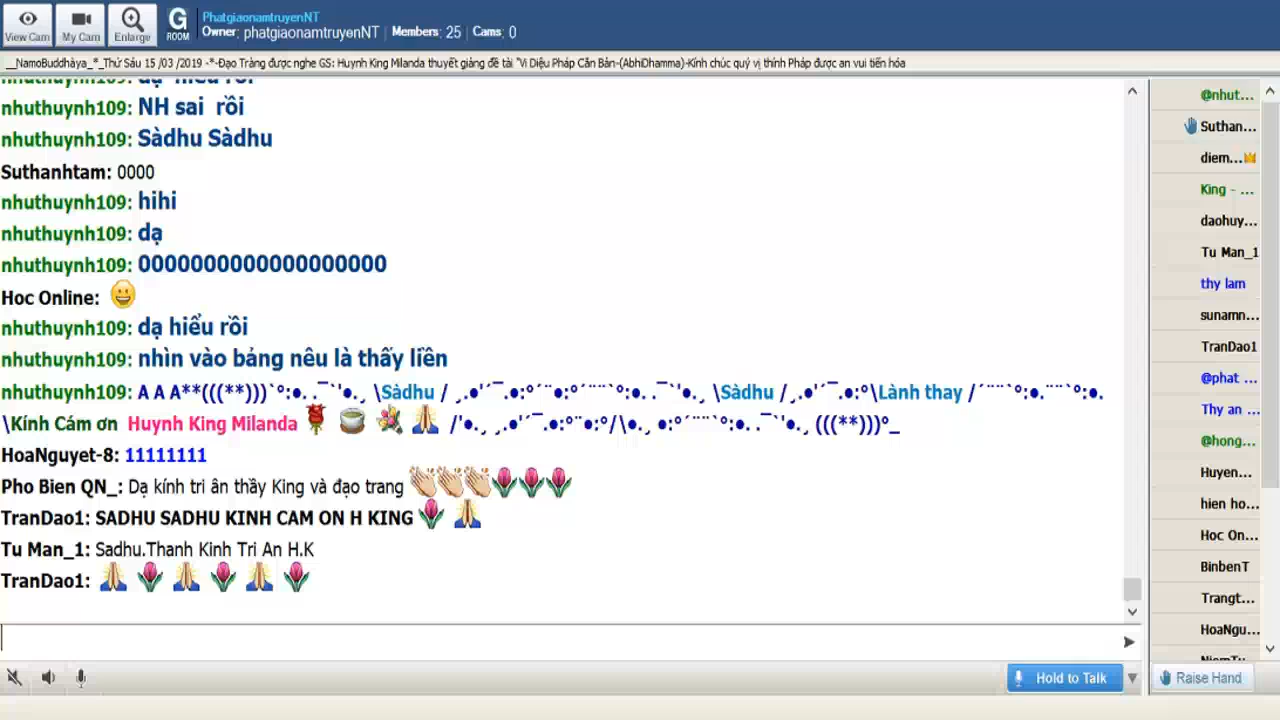 View Cam
My Cam
Enlarge
G
ROOM
PhatgiaonamtruyenNT
Owner: phatgiaonamtruyenNT
Members: 25
Cams: 0
__NamoBuddhàya_*_Thứ Sáu 15 /03 /2019 -*-Đạo Tràng được nghe GS: Huynh King Milanda thuyết giảng đề tài "Vi Diệu Pháp Căn Bản-(AbhiDhamma)-Kính chúc quý vị thính Pháp được an vui tiến hóa
nhuthuynh109: dạ hiểu rồi
nhuthuynh109: NH sai rồi
nhuthuynh109: Sàdhu Sàdhu
Suthanhtam: 0000
nhuthuynh109: hihi
nhuthuynh109: dạ
nhuthuynh109: 0000000000000000000
Hoc Online: 😀
nhuthuynh109: dạ hiểu rồi
nhuthuynh109: nhìn vào bảng nêu là thấy liền
nhuthuynh109: A A A**(((**)))`°:●. .¯`'●.¸ \Sàdhu / ¸.●'´¯.●:°´¨●:°´¨¨`°:●. .¯`'●.¸ \Sàdhu /¸.●'´¯.●:°\Lành thay /´¨¨`°:●.¨¨`°:●.
\Kính Cám ơn Huynh King Milanda 🌹 🍵 💐 🙏 /'●.¸ ¸.●'´¯.●:°¨●:°/\●.¸ ●:°´¨¨`°:●. .¯`'●.¸ (((**)))°_
HoaNguyet-8: 11111111
Pho Bien QN_: Dạ kính tri ân thầy King và đạo trang 👏👏👏🌷🌷🌷
TranDao1: SADHU SADHU KINH CAM ON H KING 🌷 🙏
Tu Man_1: Sadhu.Thanh Kinh Tri An H.K
TranDao1: 🙏 🌷 🙏 🌷 🙏 🌷
Hold to Talk
@nhut...
Suthan...
diem...
King - ...
daohuy...
Tu Man_1
thy lam
sunamn...
TranDao1
@phat ...
Thy an ...
@hong...
Huyen...
hien ho...
Hoc On...
BinbenT
Trangt...
HoaNgu...
Raise Hand